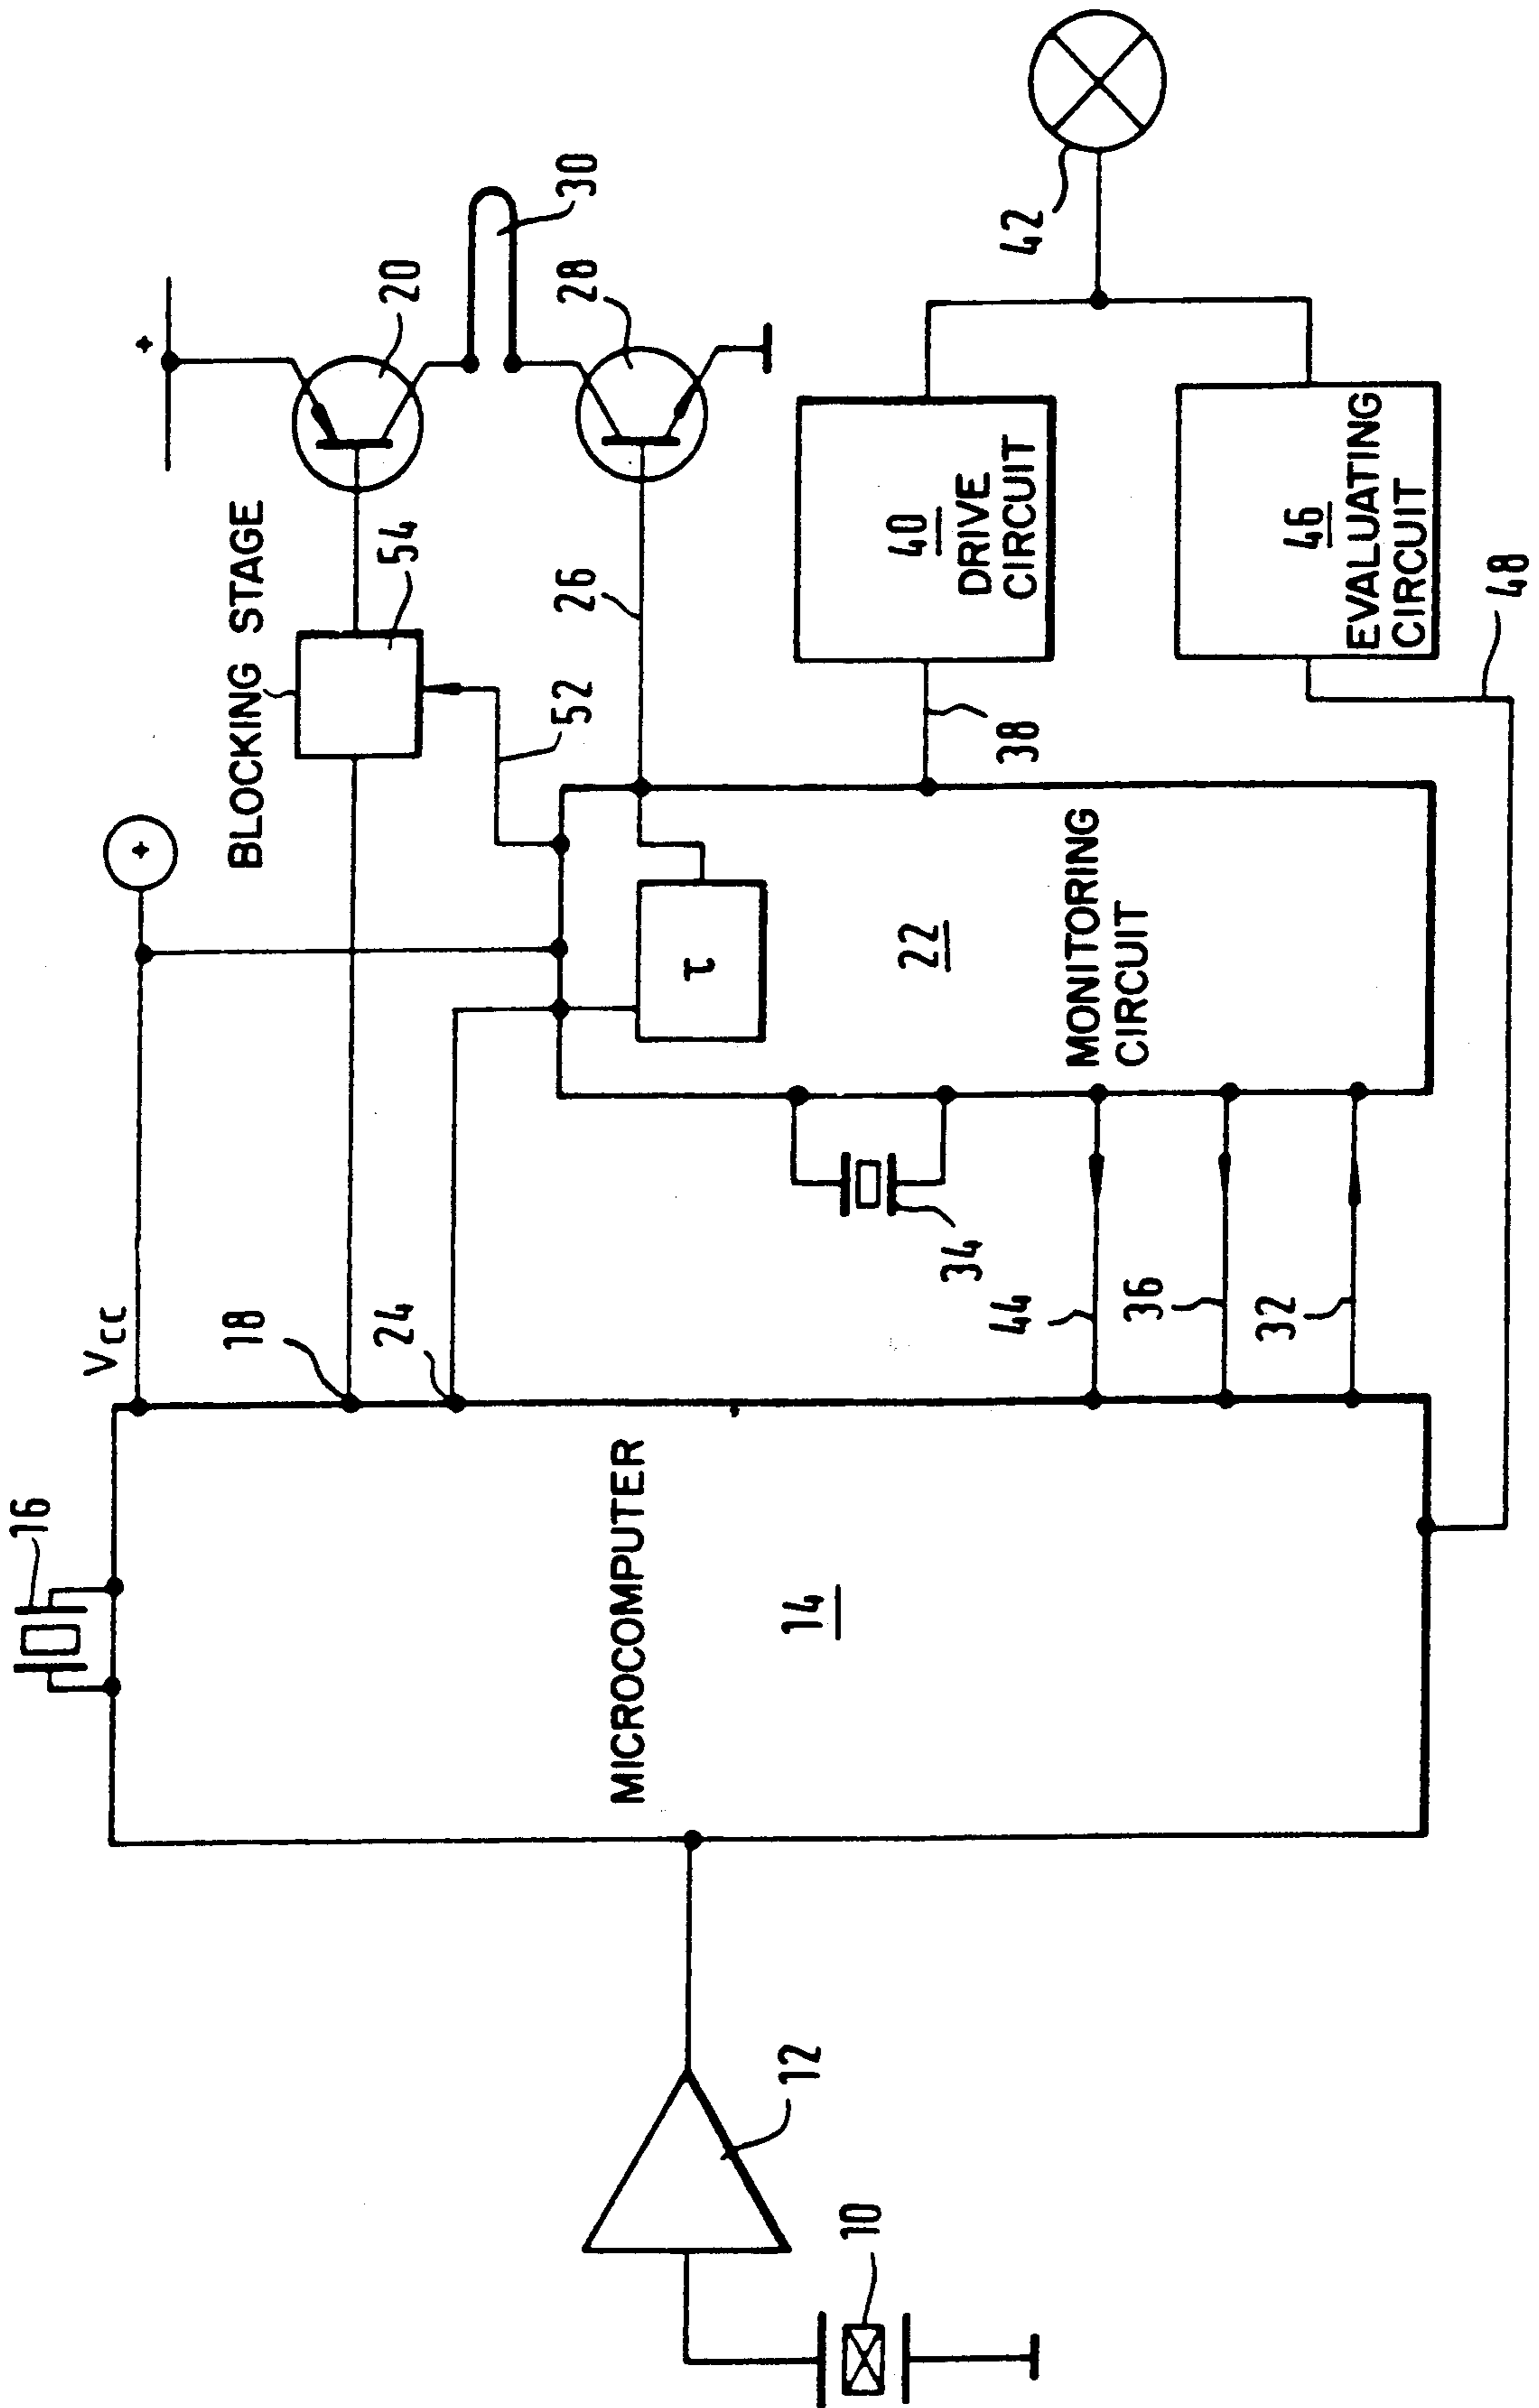 16
VCC
+
18
24
MICROCOMPUTER
14
12
10
BLOCKING STAGE
54
52
26
+
20
30
28
τ
22
MONITORING
CIRCUIT
34
44
36
32
38
40
DRIVE
CIRCUIT
42
46
EVALUATING
CIRCUIT
48